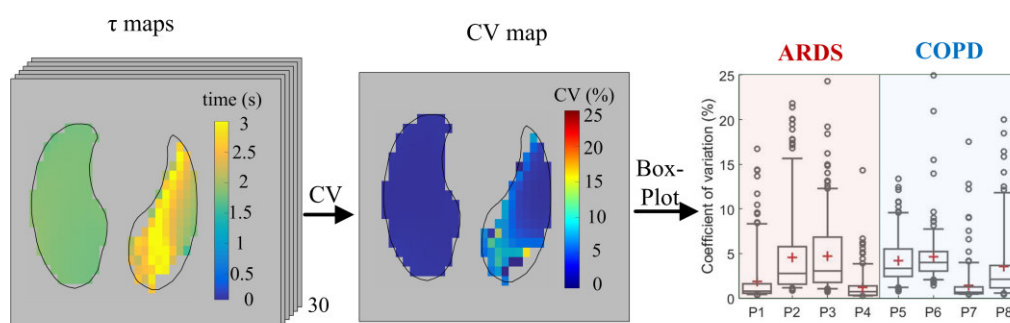 τ maps
CV map
ARDS
COPD
time (s)
3
2.5
2
1.5
1
0.5
0
30
CV
CV (%)
25
20
15
10
5
0
Box-
Plot
Coefficient of variation (%)
25
20
15
10
5
0
P1 P2 P3 P4 P5 P6 P7 P8